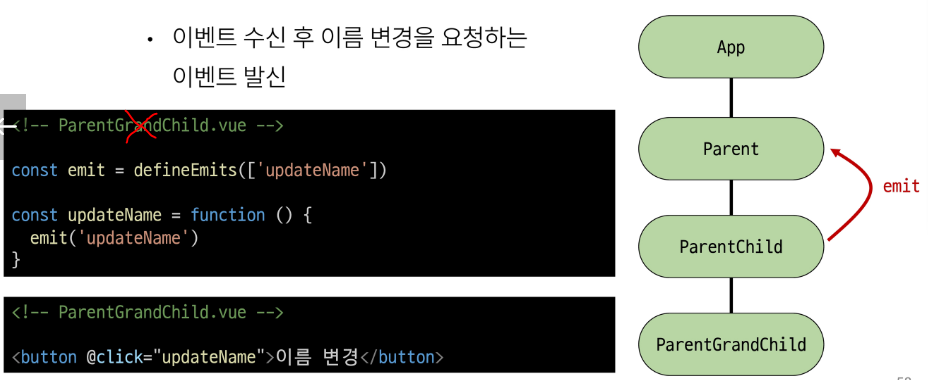 • 이벤트 수신 후 이름 변경을 요청하는
이벤트 발신
<!-- ParentGrandChild.vue -->
const emit = defineEmits(['updateName'])
const updateName = function () {
emit('updateName')
}
<!-- ParentGrandChild.vue -->
<button @click="updateName">이름 변경</button>
App
Parent
emit
ParentChild
ParentGrandChild